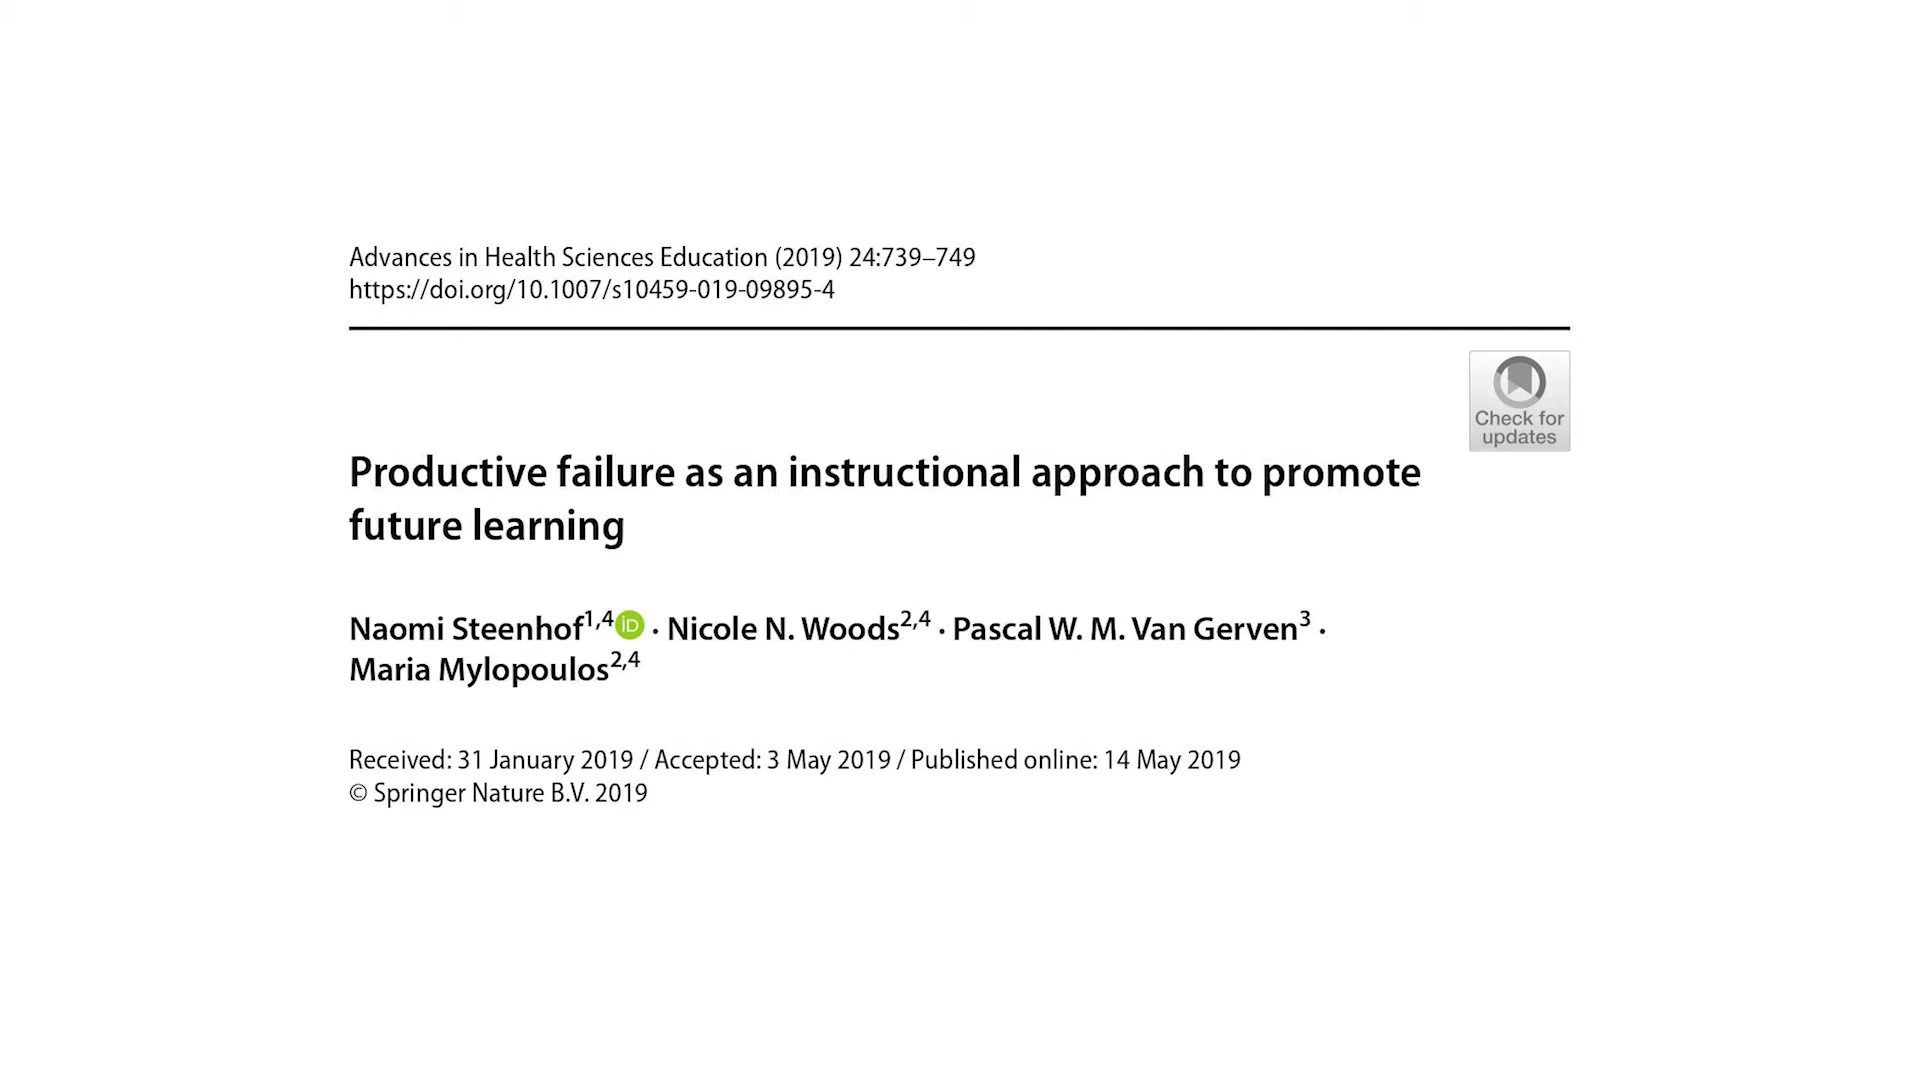 Advances in Health Sciences Education (2019) 24:739–749
https://doi.org/10.1007/s10459-019-09895-4
Check for
updates
Productive failure as an instructional approach to promote
future learning
Naomi Steenhof1,4 iD · Nicole N. Woods2,4 · Pascal W. M. Van Gerven3 ·
Maria Mylopoulos2,4
Received: 31 January 2019 / Accepted: 3 May 2019 / Published online: 14 May 2019
© Springer Nature B.V. 2019